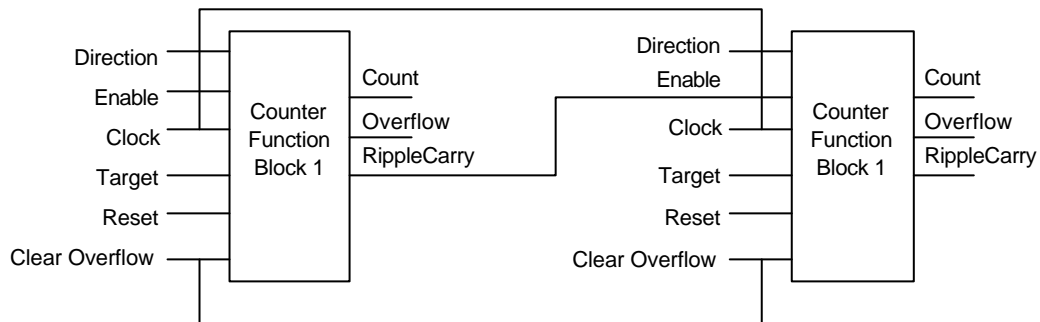 Direction
Enable
Clock
Target
Reset
Clear Overflow
Counter
Function
Block 1
Count
Overflow
RippleCarry
Direction
Enable
Clock
Target
Reset
Clear Overflow
Counter
Function
Block 1
Count
Overflow
RippleCarry